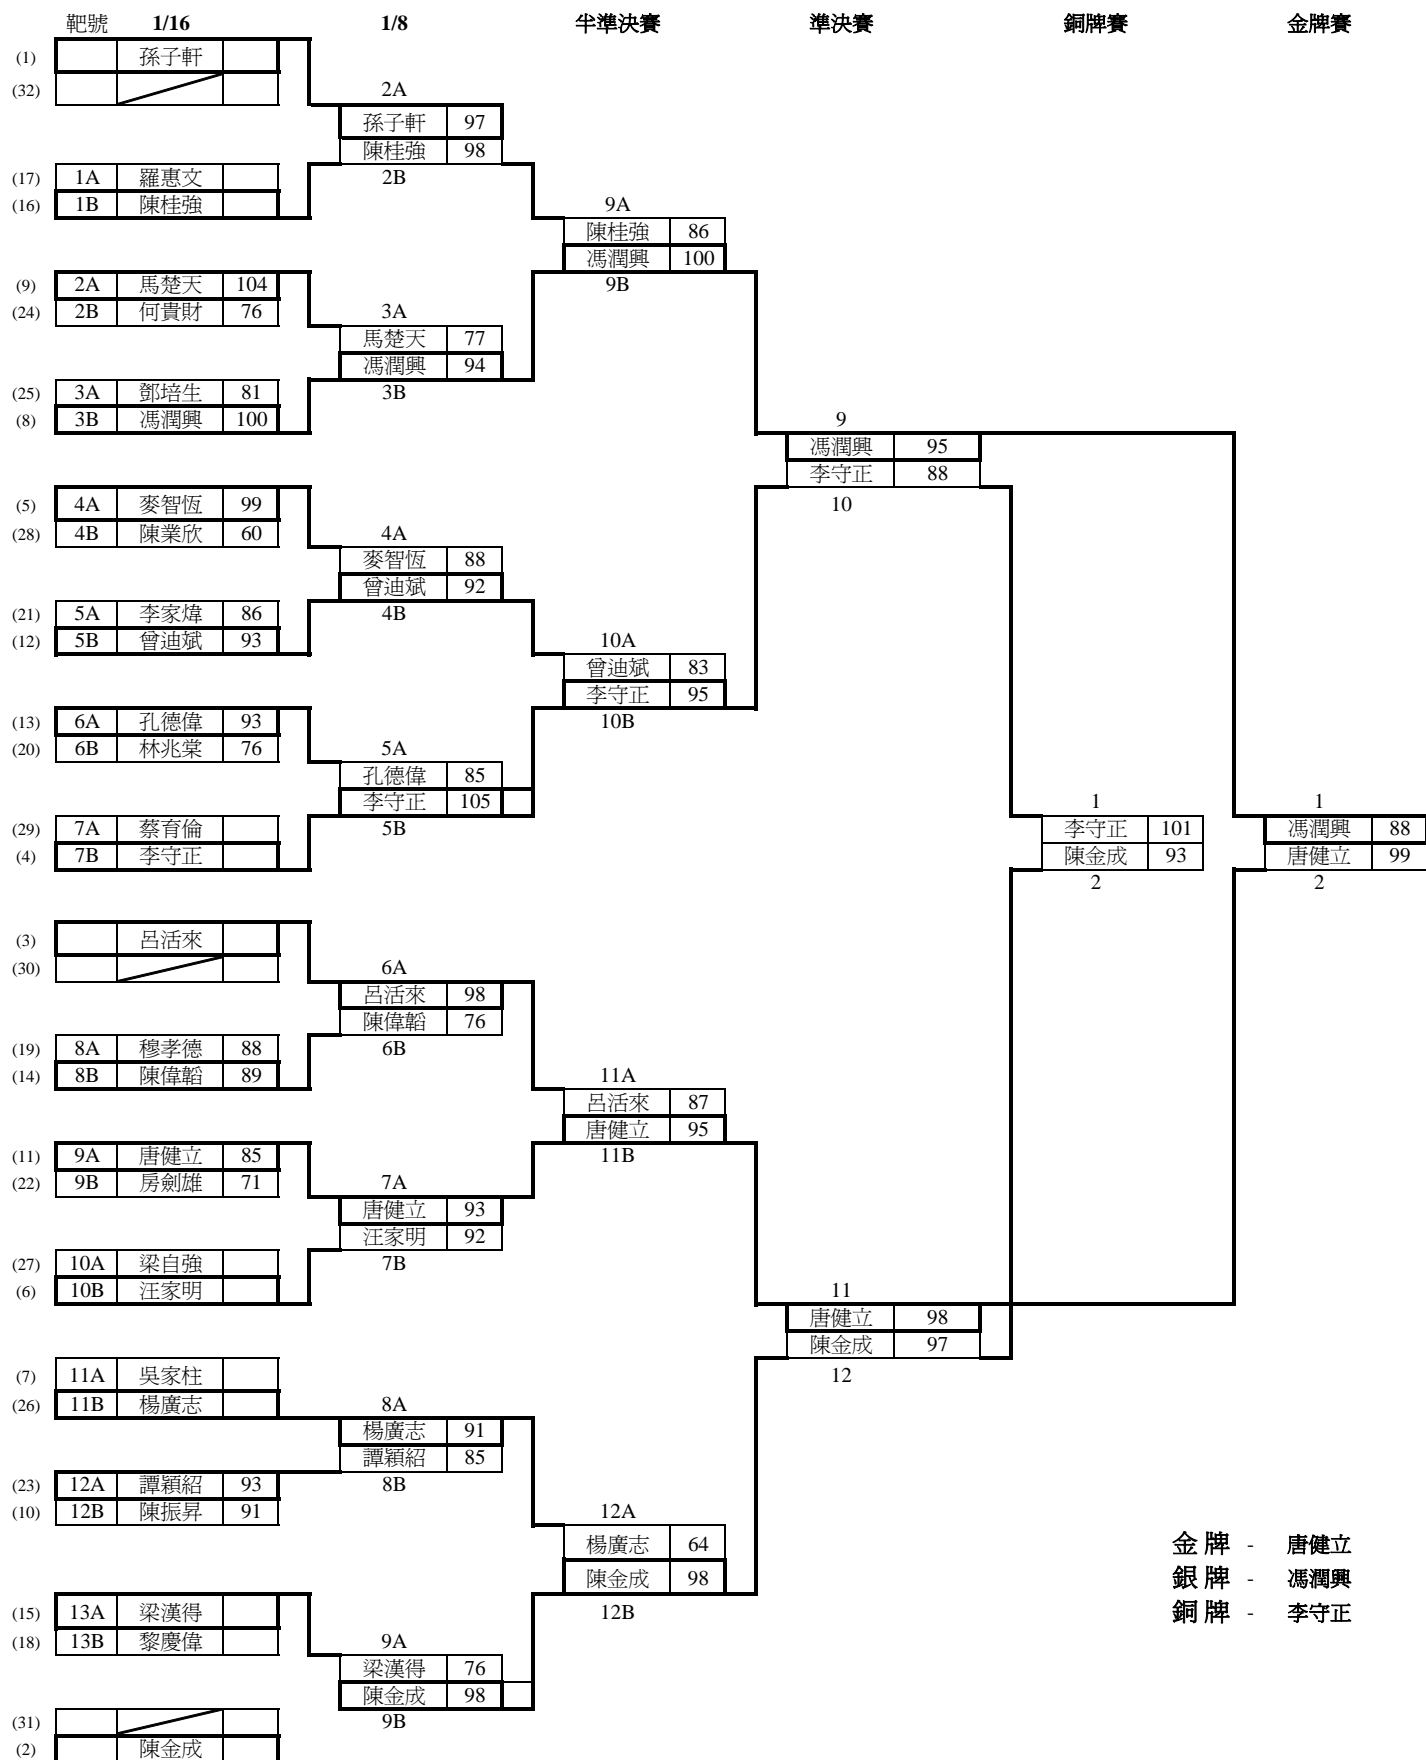 靶號 1/16 1/8 半準決賽 準決賽 銅牌賽 金牌賽
(1) 孫子軒
(32) 2A
孫子軒 97
陳桂強 98
(17) 1A 羅惠文 2B
(16) 1B 陳桂強 9A
陳桂強 86
馮潤興 100
(9) 2A 馬楚天 104 9B
(24) 2B 何貴財 76 3A
馬楚天 77
馮潤興 94
(25) 3A 鄧培生 81 3B
(8) 3B 馮潤興 100 9
馮潤興 95
李守正 88
(5) 4A 麥智恆 99 10
(28) 4B 陳業欣 60 4A
麥智恆 88
曾迪斌 92
(21) 5A 李家煒 86 4B
(12) 5B 曾迪斌 93 10A
曾迪斌 83
李守正 95
(13) 6A 孔德偉 93 10B
(20) 6B 林兆棠 76 5A
孔德偉 85
李守正 105 1 1
(29) 7A 蔡育倫 5B 李守正 101 馮潤興 88
(4) 7B 李守正 陳金成 93 唐健立 99
2 2
(3) 呂活來
(30) 6A
呂活來 98
陳偉韜 76
(19) 8A 穆孝德 88 6B
(14) 8B 陳偉韜 89 11A
呂活來 87
唐健立 95
(11) 9A 唐健立 85 11B
(22) 9B 房劍雄 71 7A
唐健立 93
汪家明 92
(27) 10A 梁自強 7B
(6) 10B 汪家明 11
唐健立 98
陳金成 97
(7) 11A 吳家柱 12
(26) 11B 楊廣志 8A
楊廣志 91
譚穎紹 85
(23) 12A 譚穎紹 93 8B
(10) 12B 陳振昇 91 12A
楊廣志 64 金牌 - 唐健立
陳金成 98 銀牌 - 馮潤興
(15) 13A 梁漢得 12B 銅牌 - 李守正
(18) 13B 黎慶偉 9A
梁漢得 76
陳金成 98
(31) 9B
(2) 陳金成